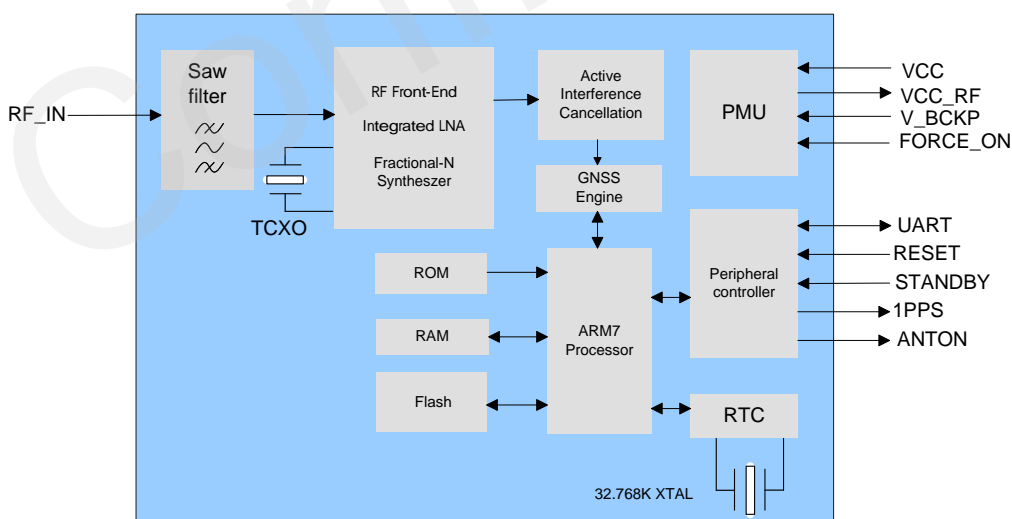 RF_IN
Saw
filter
RF Front-End
Integrated LNA
Fractional-N
Syntheszer
TCXO
Active
Interference
Cancellation
GNSS
Engine
PMU
VCC
VCC_RF
V_BCKP
FORCE_ON
ROM
RAM
Flash
ARM7
Processor
Peripheral
controller
UART
RESET
STANDBY
1PPS
ANTON
RTC
32.768K XTAL